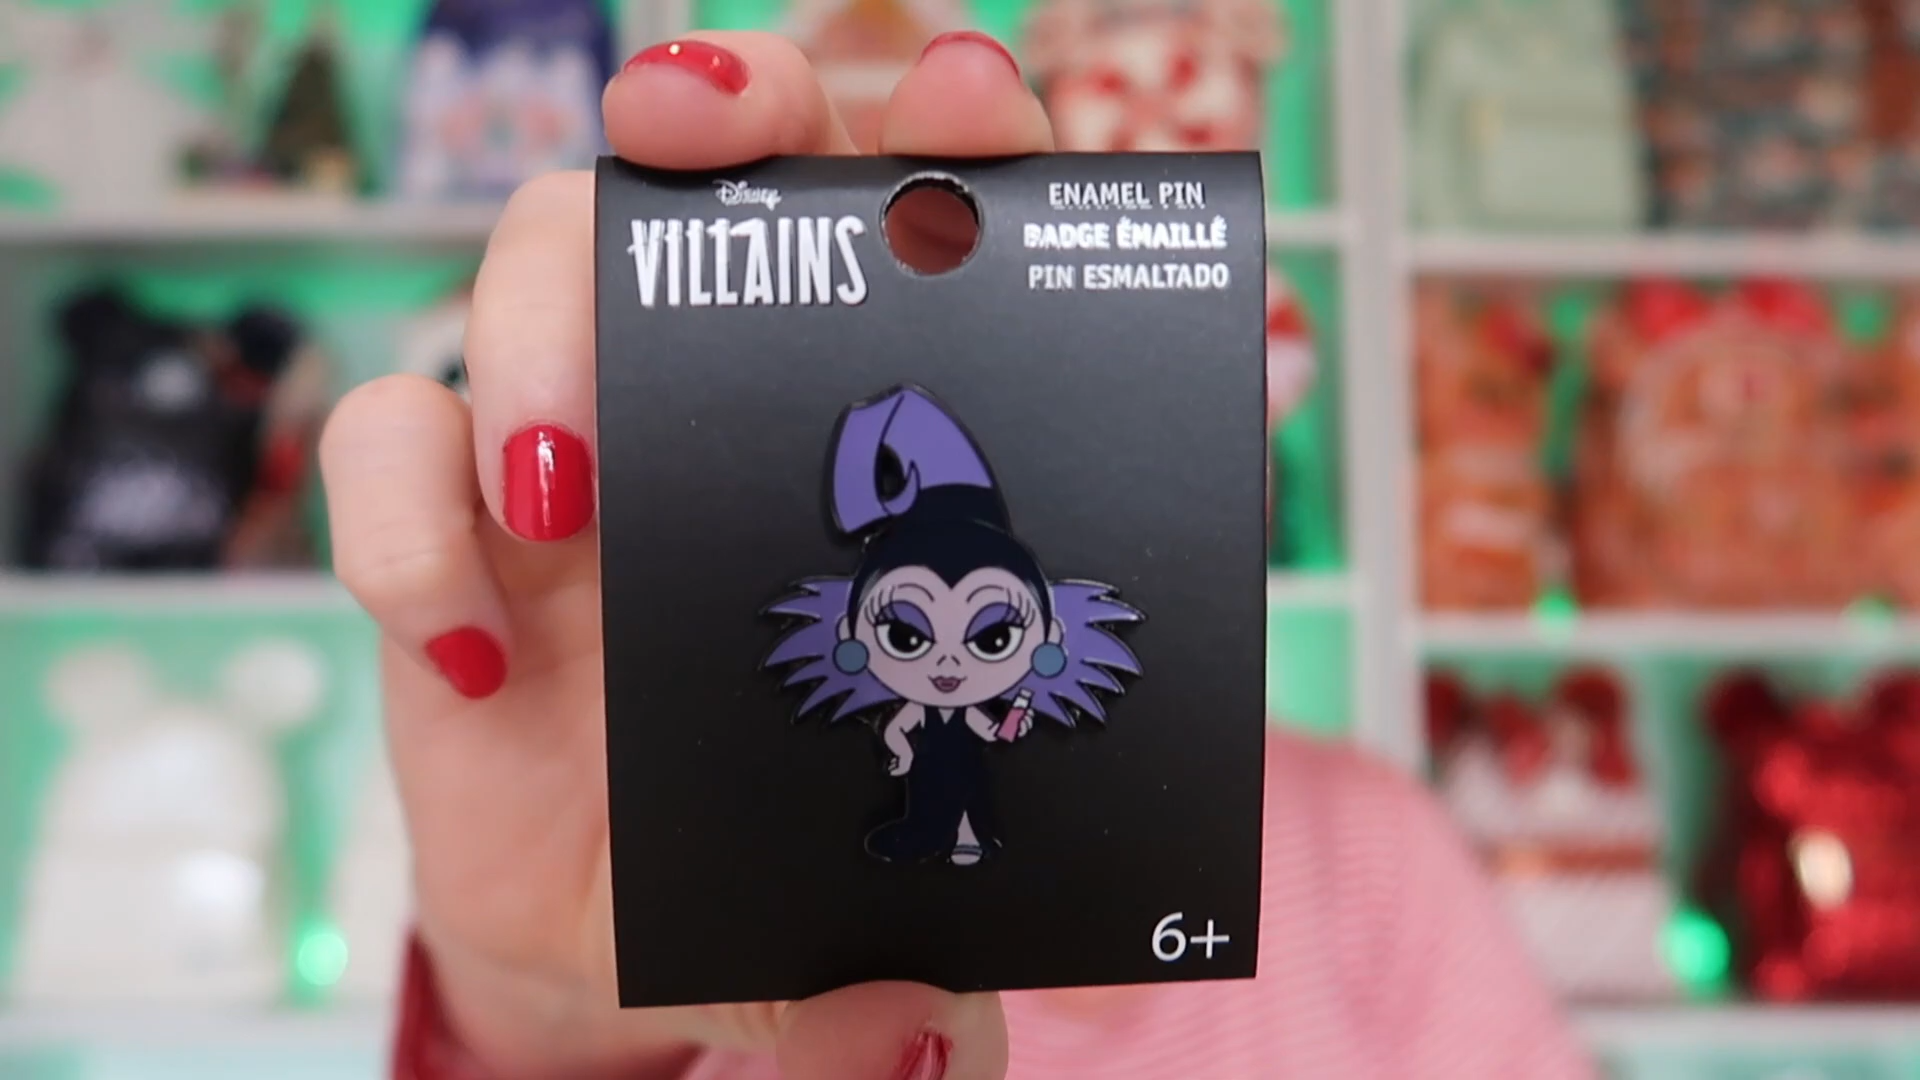 Disney
VILLAINS
ENAMEL PIN
BADGE ÉMAILLÉ
PIN ESMALTADO
6+